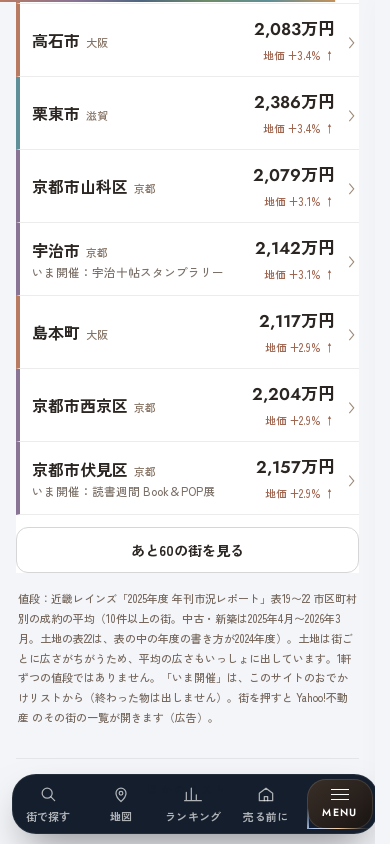 高石市 大阪
2,083万円
地価 +3.4% ↑
栗東市 滋賀
2,386万円
地価 +3.4% ↑
京都市山科区 京都
2,079万円
地価 +3.1% ↑
宇治市 京都
いま開催：宇治十帖スタンプラリー
2,142万円
地価 +3.1% ↑
島本町 大阪
2,117万円
地価 +2.9% ↑
京都市西京区 京都
2,204万円
地価 +2.9% ↑
京都市伏見区 京都
いま開催：読書週間 Book＆POP展
2,157万円
地価 +2.9% ↑
あと60の街を見る
値段：近畿レインズ「2025年度 年刊市況レポート」表19〜22 市区町村
別の成約の平均（10件以上の街。中古・新築は2025年4月〜2026年3
月。土地の表22は、表の中の年度の書き方が2024年度）。土地は街ご
とに広さがちがうため、平均の広さもいっしょに出しています。1軒
ずつの値段ではありません。「いま開催」は、このサイトのおでか
けリストから（終わった物は出しません）。街を押すと Yahoo!不動
産 のその街の一覧が開きます（広告）。
街で探す
地図
ランキング
売る前に
MENU